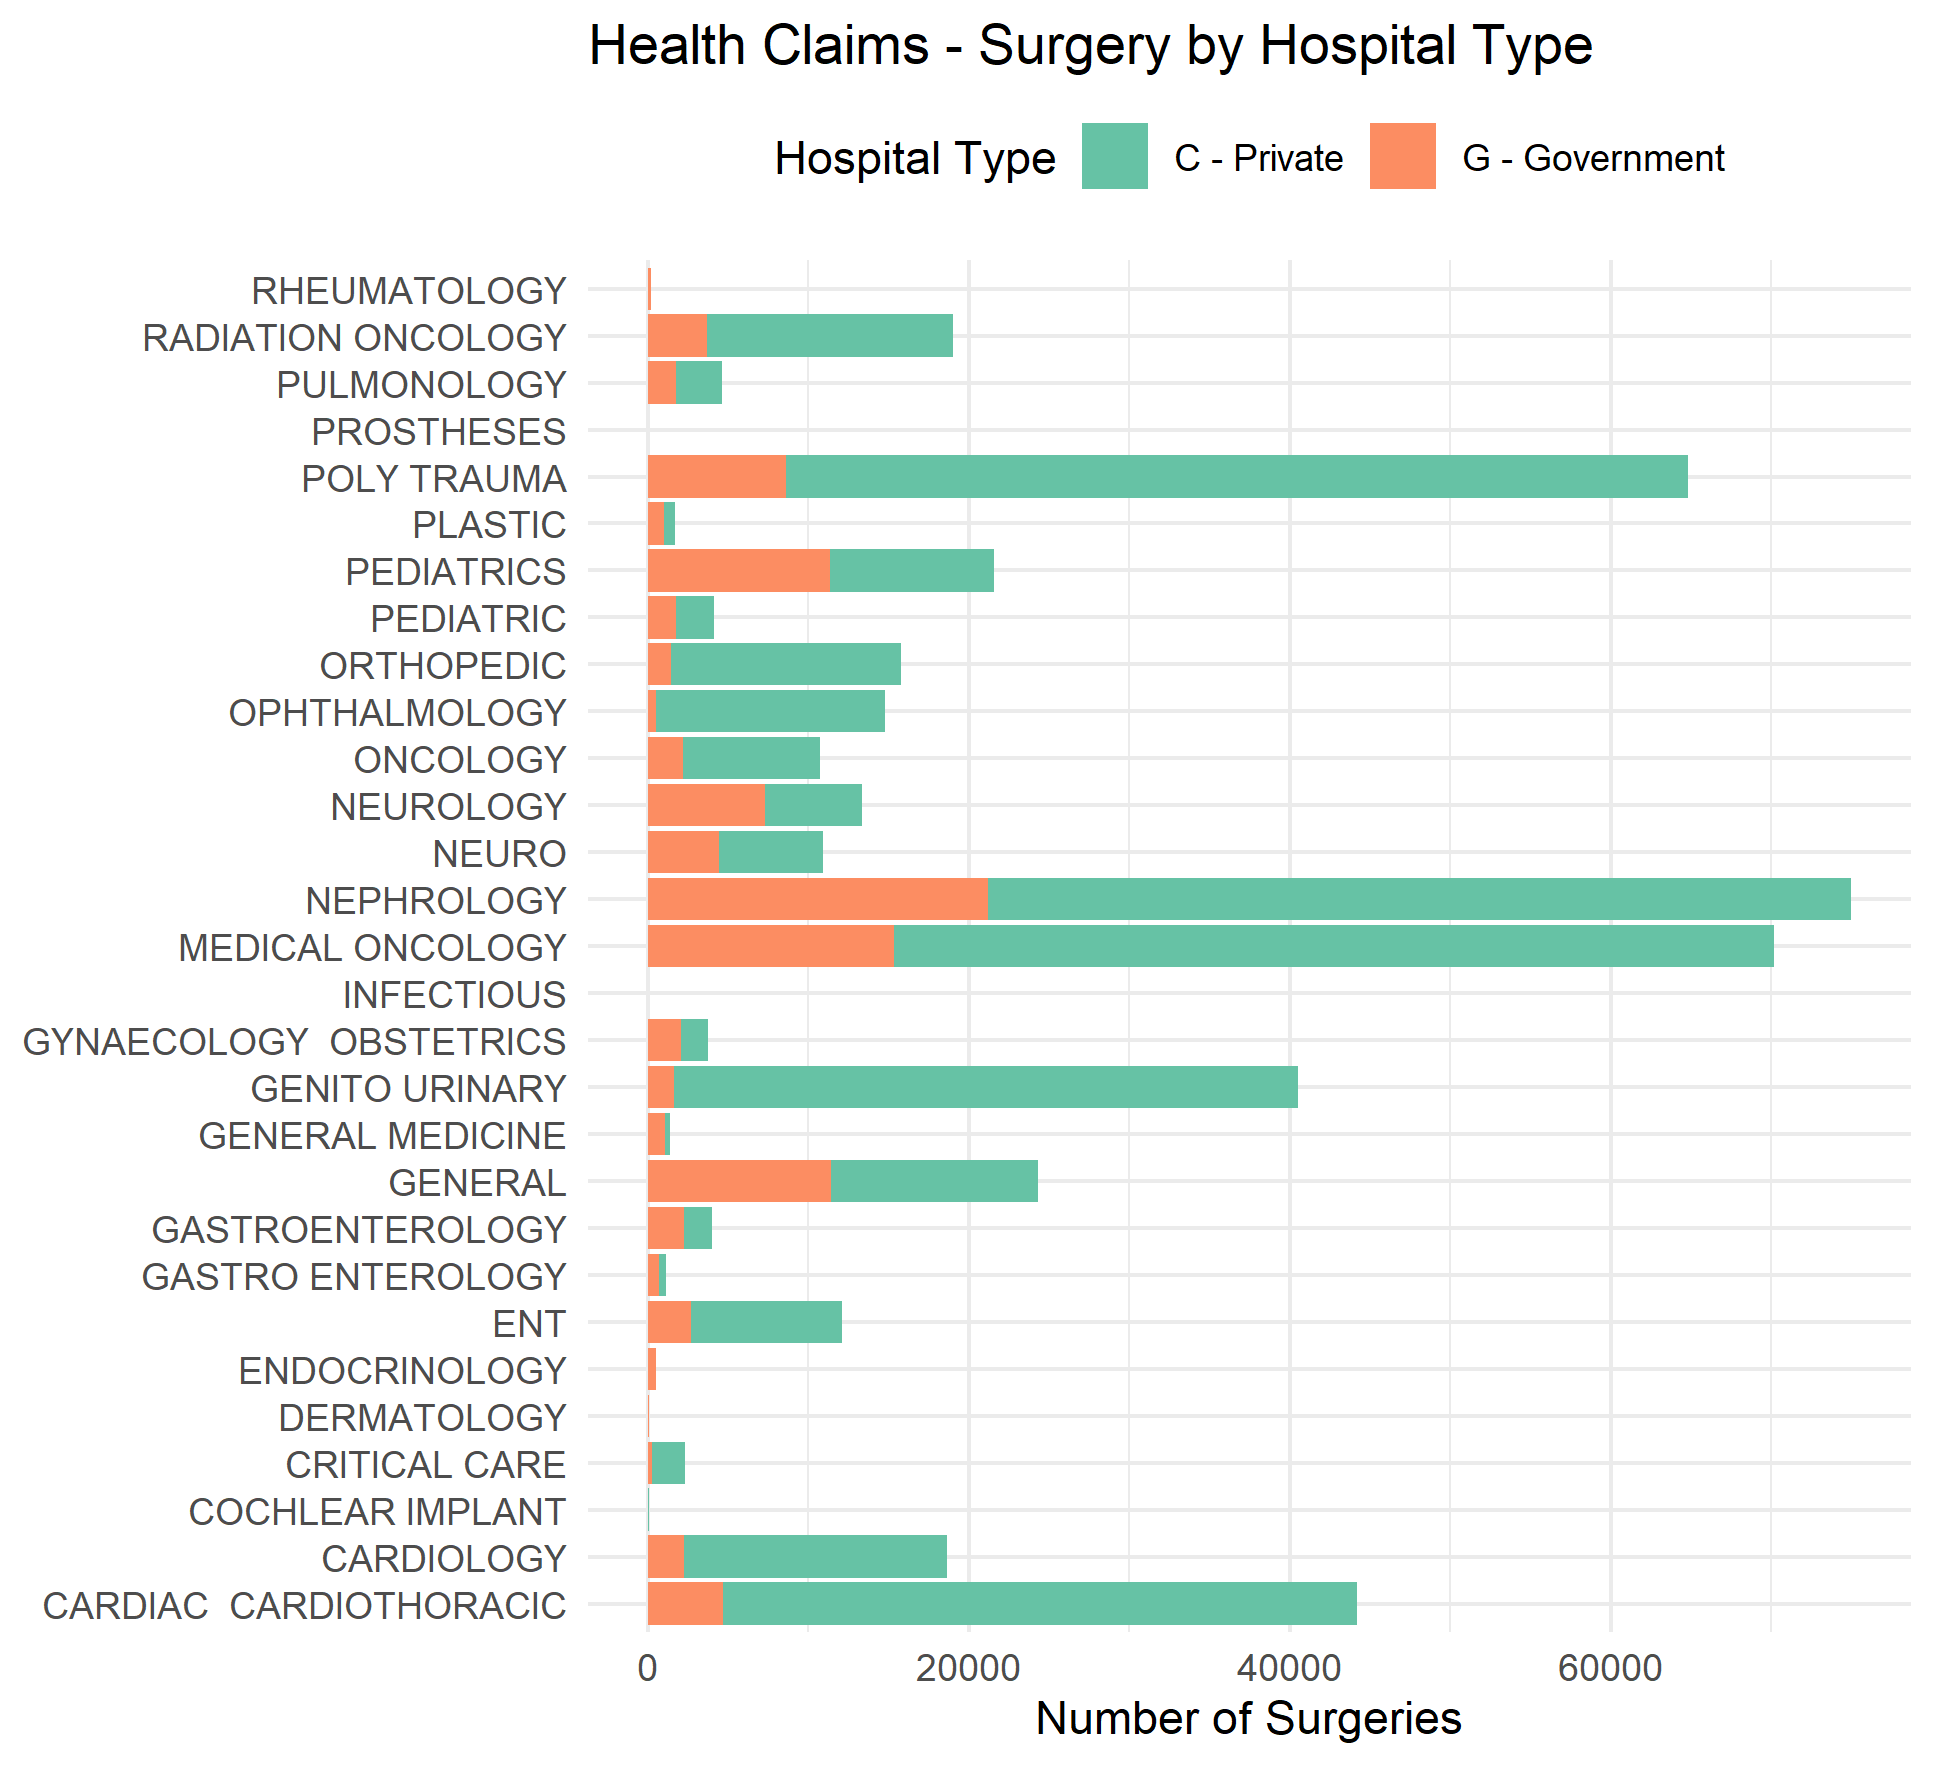 Health Claims - Surgery by Hospital Type
Hospital Type C - Private G - Government
RHEUMATOLOGY
RADIATION ONCOLOGY
PULMONOLOGY
PROSTHESES
POLY TRAUMA
PLASTIC
PEDIATRICS
PEDIATRIC
ORTHOPEDIC
OPHTHALMOLOGY
ONCOLOGY
NEUROLOGY
NEURO
NEPHROLOGY
MEDICAL ONCOLOGY
INFECTIOUS
GYNAECOLOGY  OBSTETRICS
GENITO URINARY
GENERAL MEDICINE
GENERAL
GASTROENTEROLOGY
GASTRO ENTEROLOGY
ENT
ENDOCRINOLOGY
DERMATOLOGY
CRITICAL CARE
COCHLEAR IMPLANT
CARDIOLOGY
CARDIAC  CARDIOTHORACIC
0 20000 40000 60000
Number of Surgeries